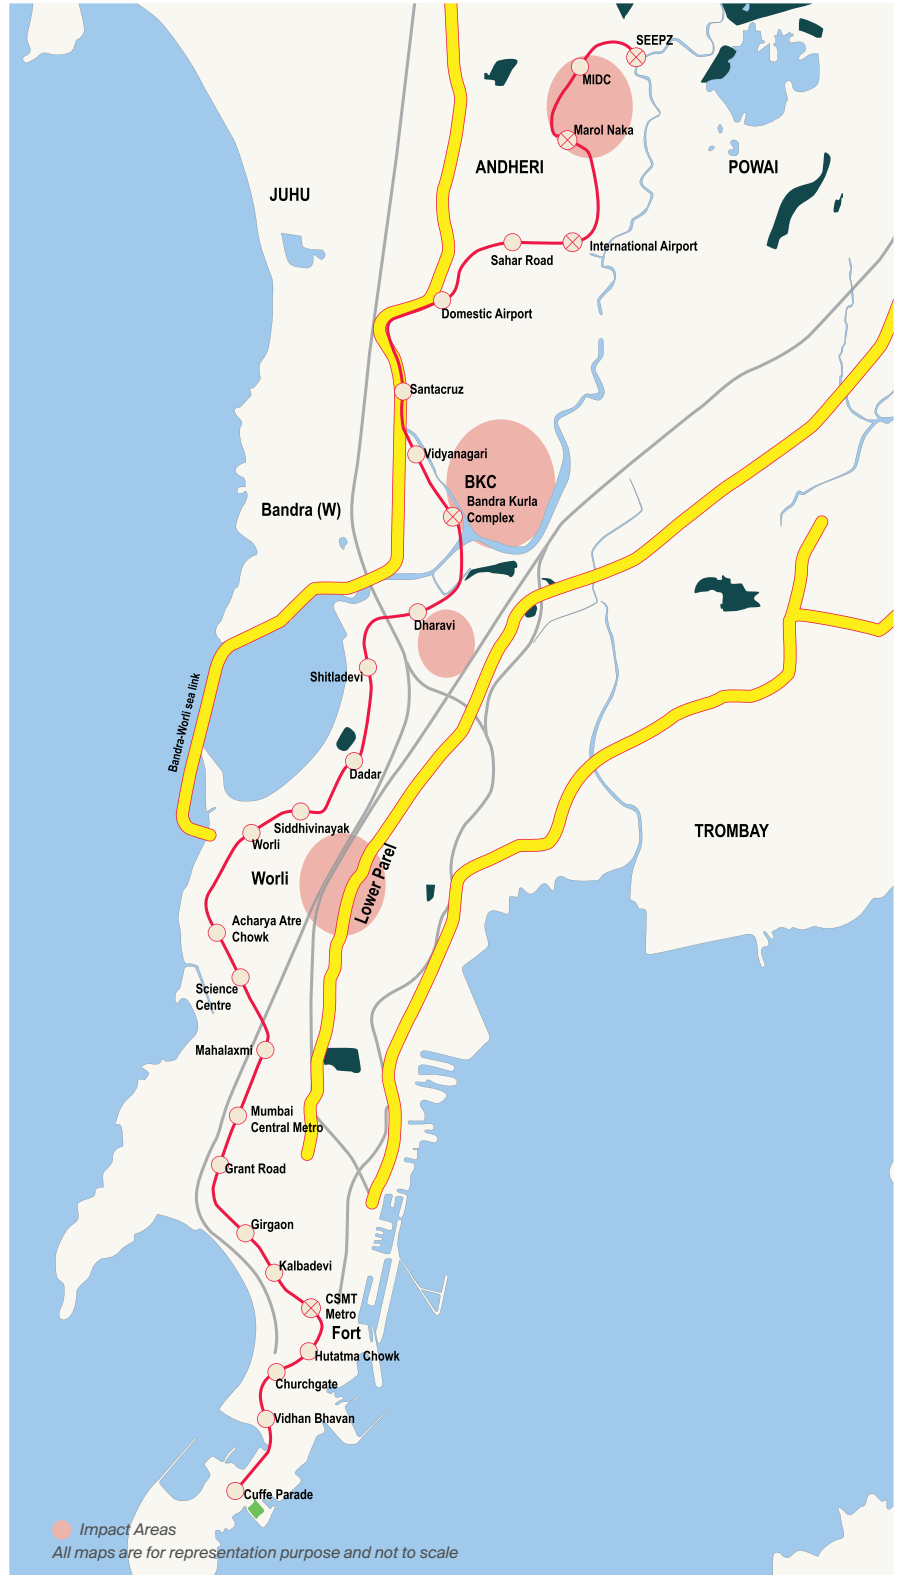 SEEPZ
MIDC
Marol Naka
ANDHERI
POWAI
JUHU
International Airport
Sahar Road
Domestic Airport
Santacruz
Vidyanagari
BKC
Bandra Kurla
Complex
Bandra (W)
Dharavi
Shitladevi
Bandra-Worli sea link
Dadar
Siddhivinayak
Worli
TROMBAY
Worli
Lower Parel
Acharya Atre
Chowk
Science
Centre
Mahalaxmi
Mumbai
Central Metro
Grant Road
Girgaon
Kalbadevi
CSMT
Metro
Fort
Hutatma Chowk
Churchgate
Vidhan Bhavan
Cuffe Parade
Impact Areas
All maps are for representation purpose and not to scale